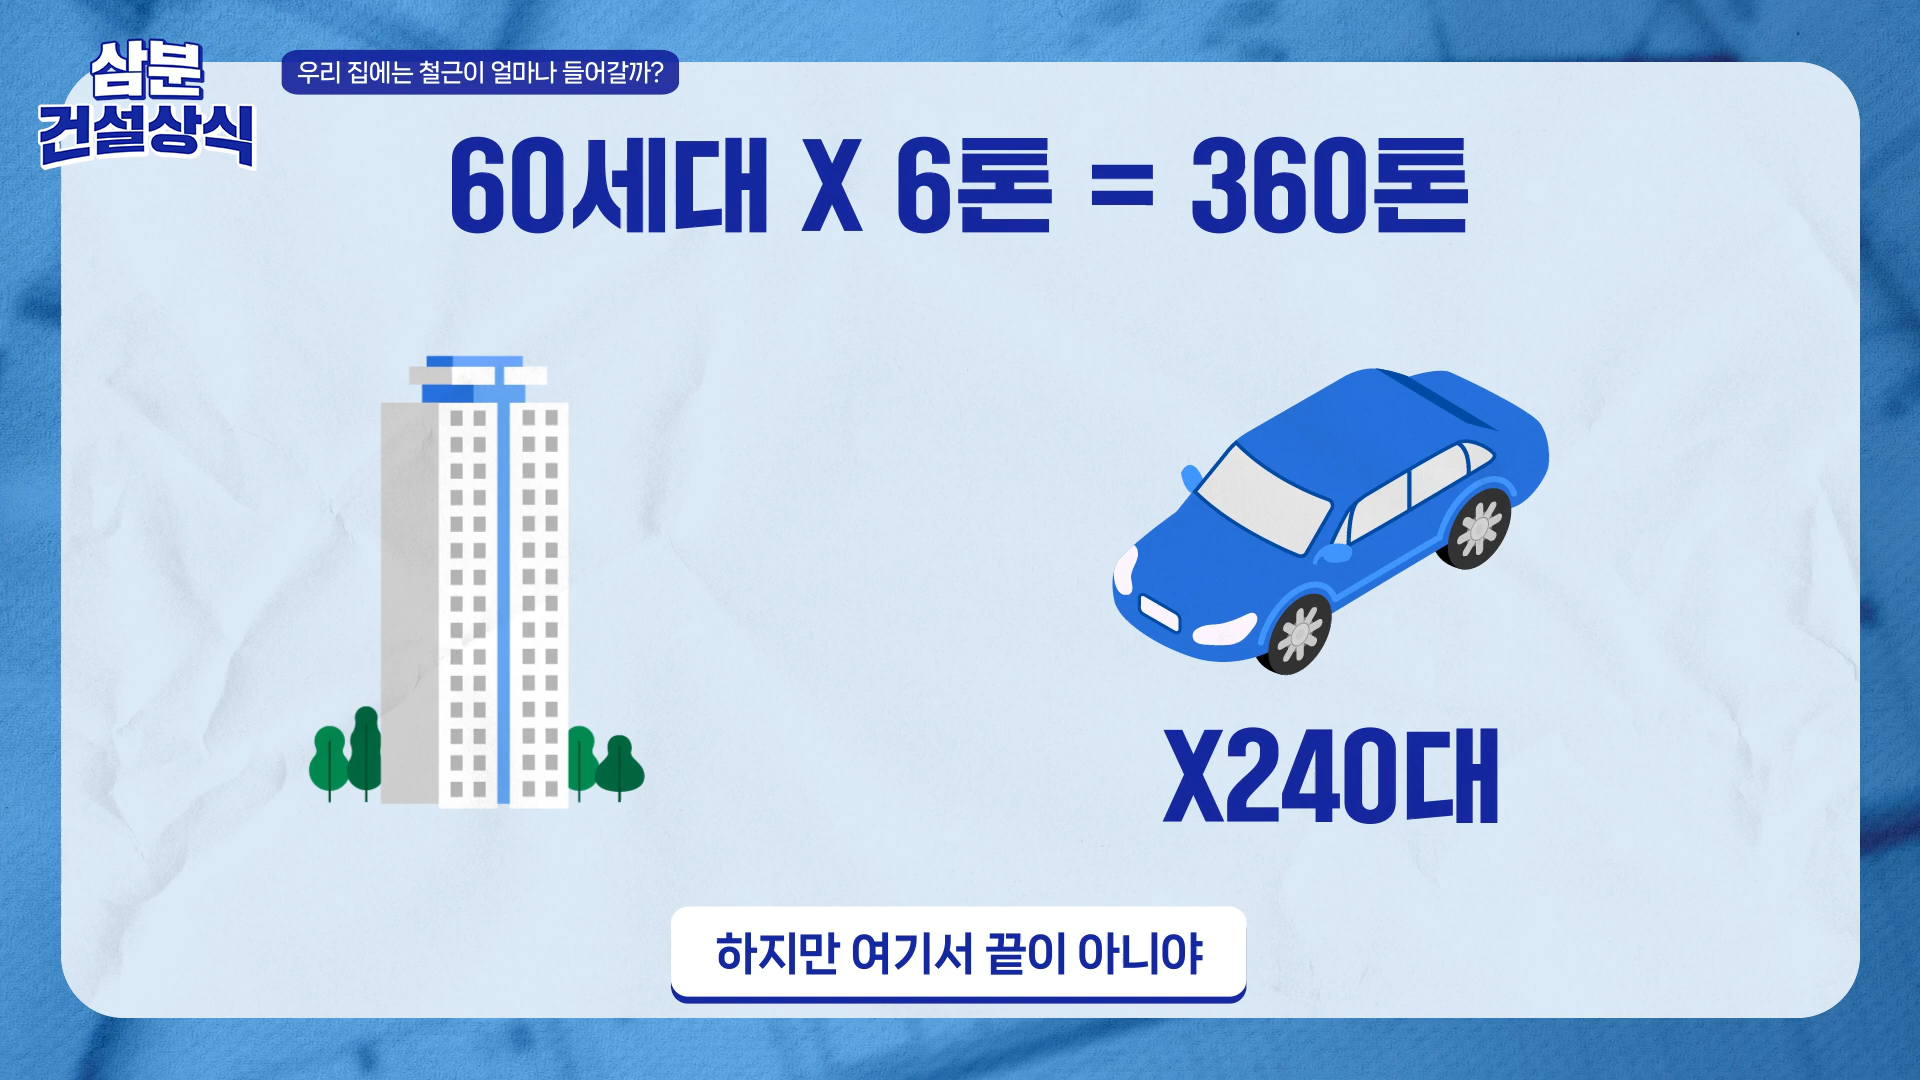 삼분
건설상식
우리 집에는 철근이 얼마나 들어갈까?
60세대 X 6톤 = 360톤
X240대
하지만 여기서 끝이 아니야